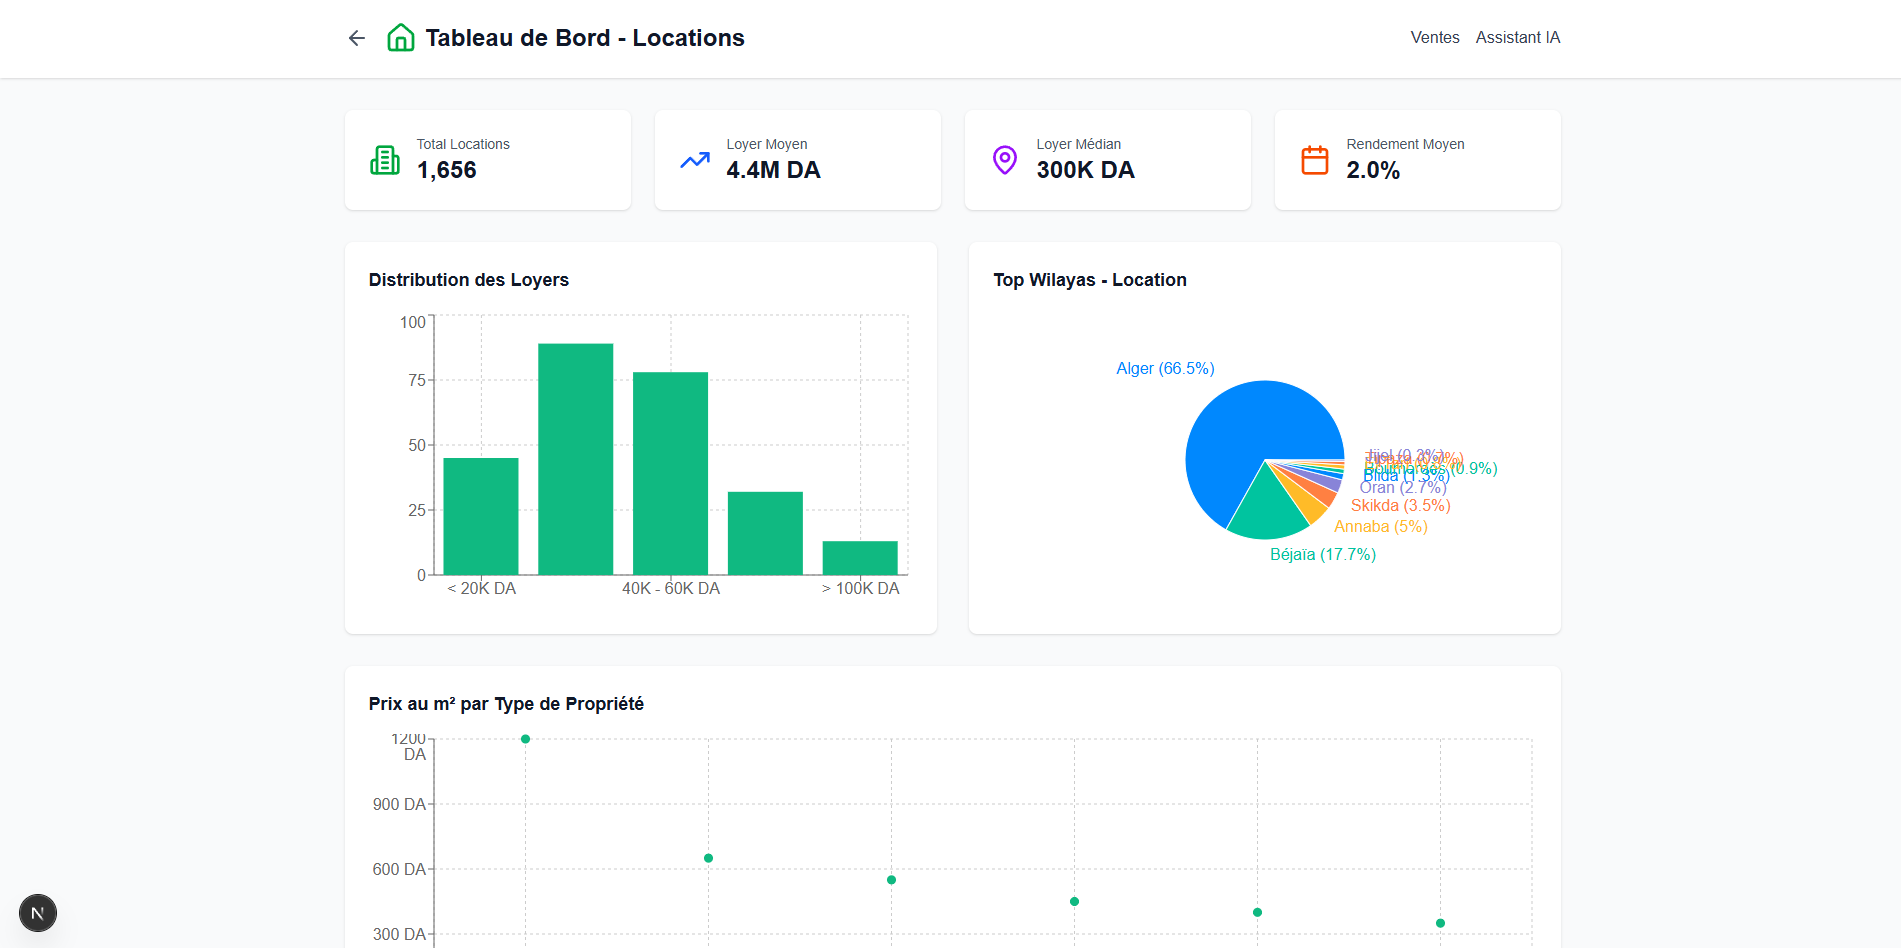 Tableau de Bord - Locations
Ventes
Assistant IA
Total Locations
1,656
Loyer Moyen
4.4M DA
Loyer Médian
300K DA
Rendement Moyen
2.0%
Distribution des Loyers
100
75
50
25
0
< 20K DA
40K - 60K DA
> 100K DA
Top Wilayas - Location
Alger (66.5%)
Boumerdès (0.9%)
Blida (1.3%)
Oran (2.7%)
Skikda (3.5%)
Annaba (5%)
Béjaïa (17.7%)
Prix au m² par Type de Propriété
1200
DA
900 DA
600 DA
300 DA
N